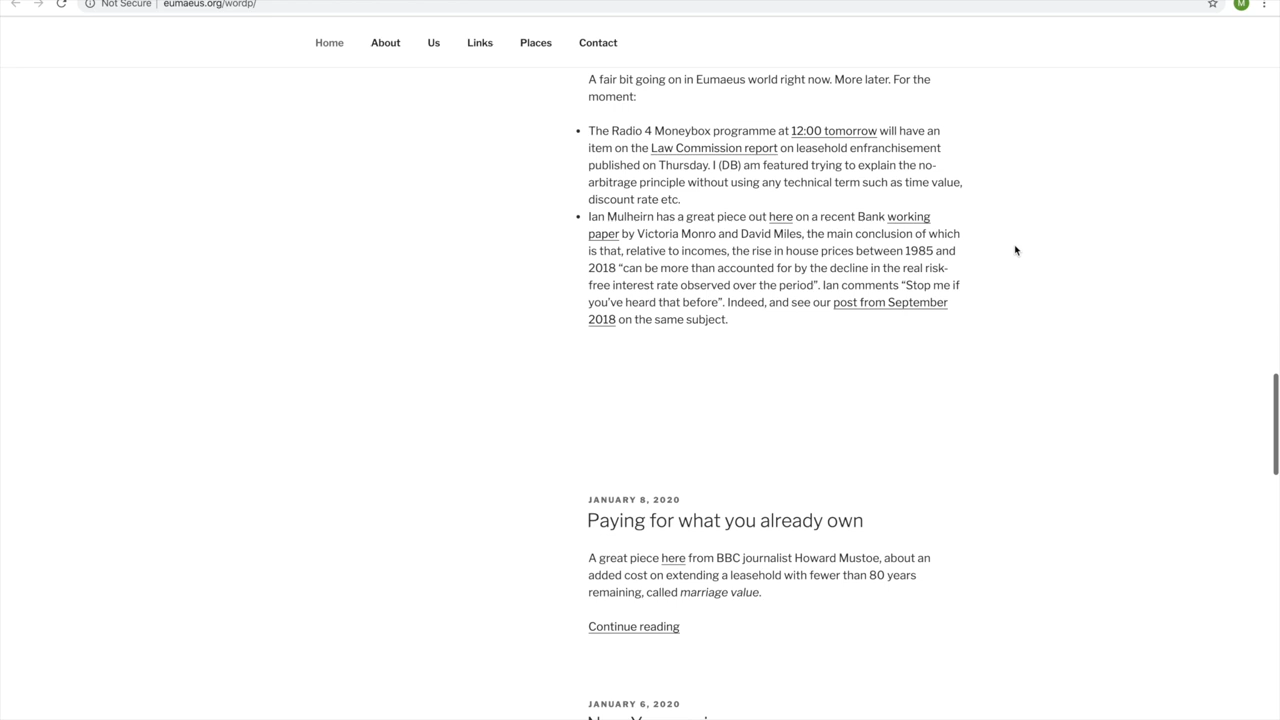 Not Secure | eumaeus.org/wordp/
M
Home About Us Links Places Contact
A fair bit going on in Eumaeus world right now. More later. For the
moment:
• The Radio 4 Moneybox programme at 12:00 tomorrow will have an
item on the Law Commission report on leasehold enfranchisement
published on Thursday. I (DB) am featured trying to explain the no-
arbitrage principle without using any technical term such as time value,
discount rate etc.
• Ian Mulheirn has a great piece out here on a recent Bank working
paper by Victoria Monro and David Miles, the main conclusion of which
is that, relative to incomes, the rise in house prices between 1985 and
2018 “can be more than accounted for by the decline in the real risk-
free interest rate observed over the period”. Ian comments “Stop me if
you’ve heard that before”. Indeed, and see our post from September
2018 on the same subject.
JANUARY 8, 2020
Paying for what you already own
A great piece here from BBC journalist Howard Mustoe, about an
added cost on extending a leasehold with fewer than 80 years
remaining, called marriage value.
Continue reading
JANUARY 6, 2020